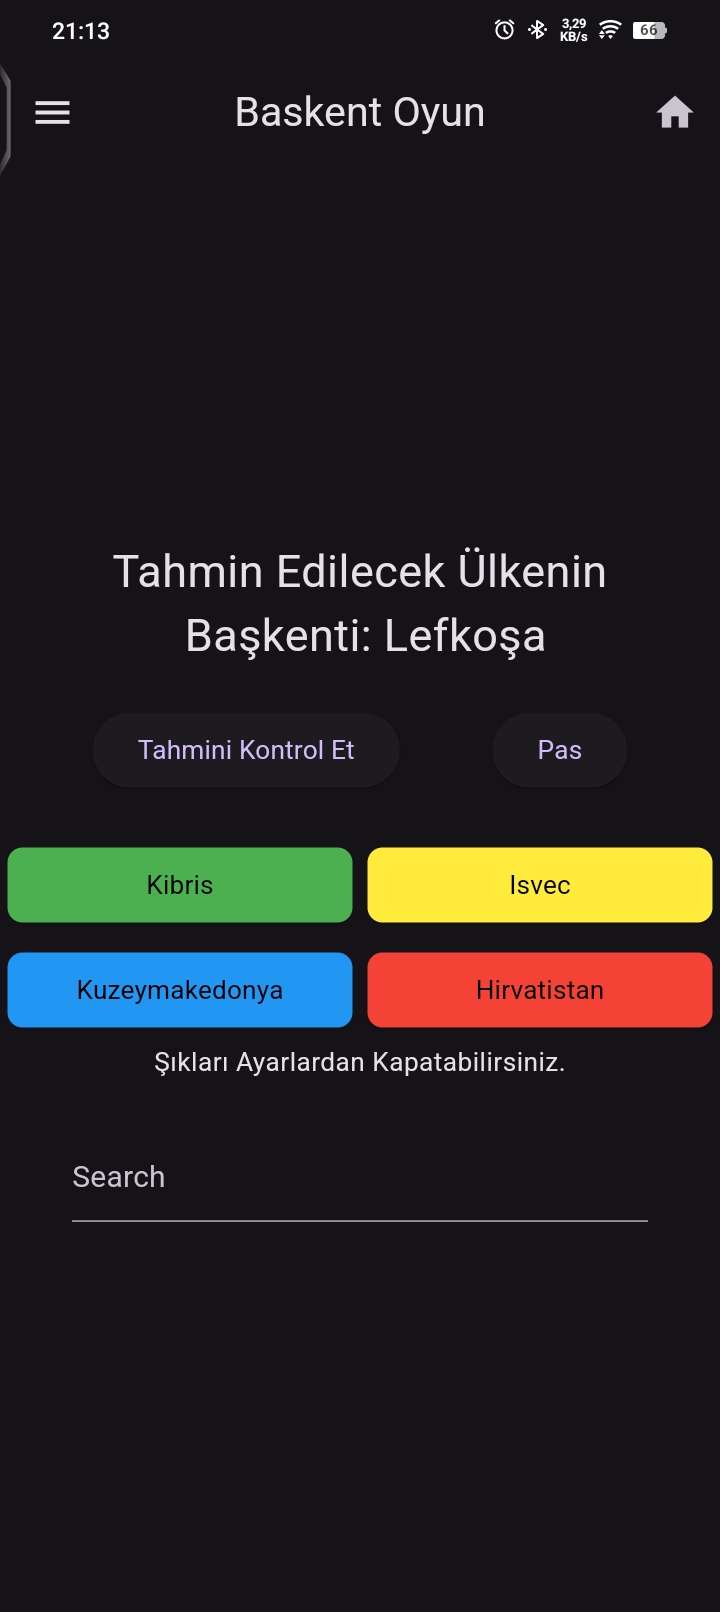 21:13
3,29
KB/s
66
Baskent Oyun
Tahmin Edilecek Ülkenin
Başkenti: Lefkoşa
Tahmini Kontrol Et
Pas
Kibris
Isvec
Kuzeymakedonya
Hirvatistan
Şıkları Ayarlardan Kapatabilirsiniz.
Search